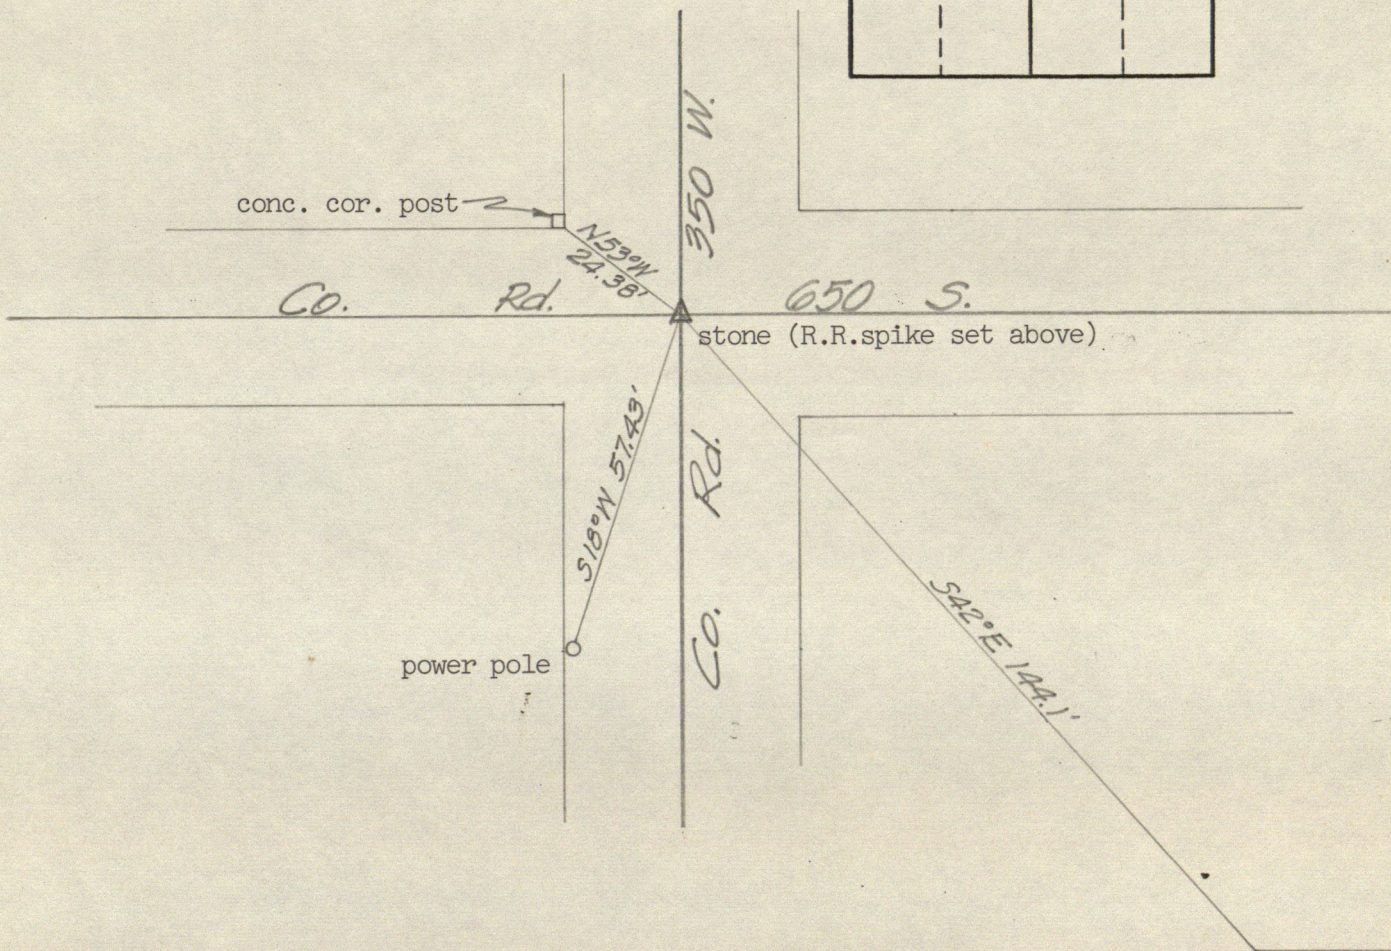 conc. cor. post
N53°W
24.38'
Co. Rd. 350 W.
Co. Rd. 650 S.
stone (R.R.spike set above)
S18°W 57.43'
power pole
S42°E 144.1'